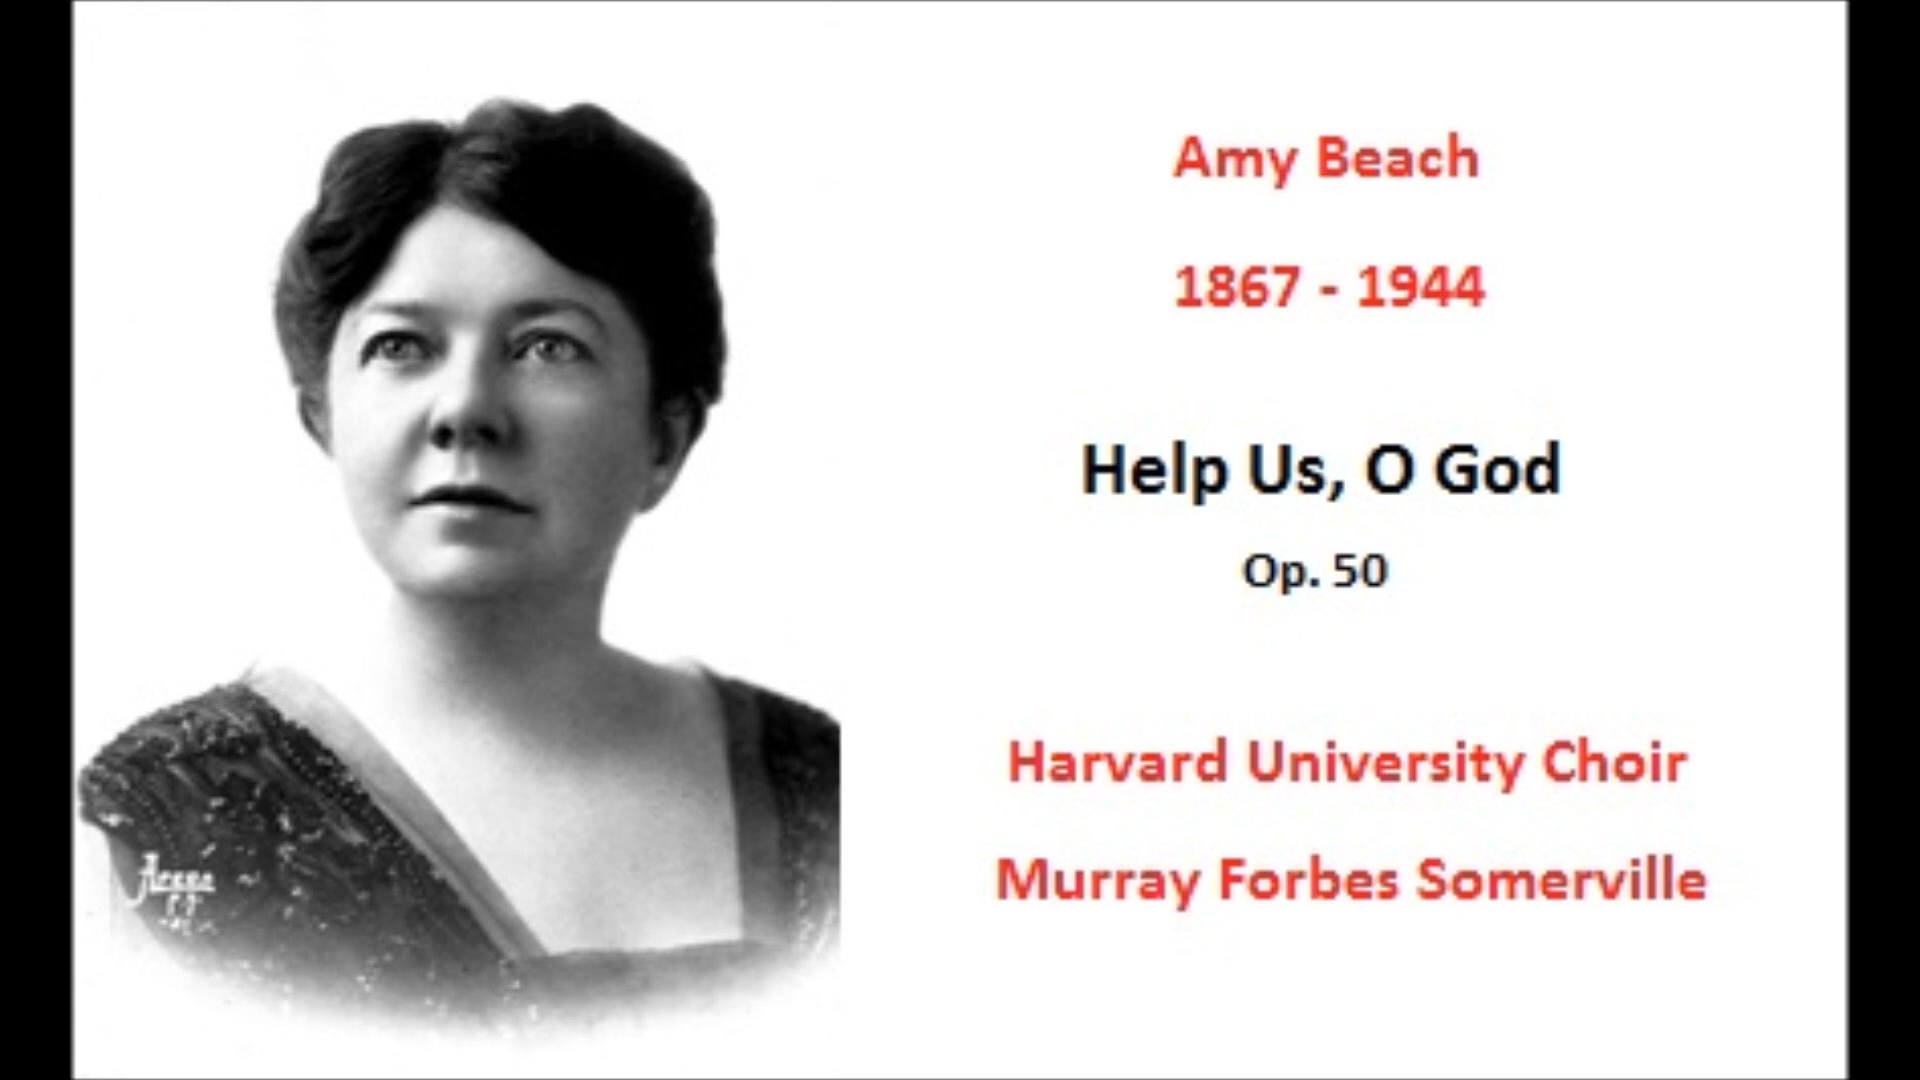 Amy Beach
1867 - 1944
Help Us, O God
Op. 50
Harvard University Choir
Murray Forbes Somerville